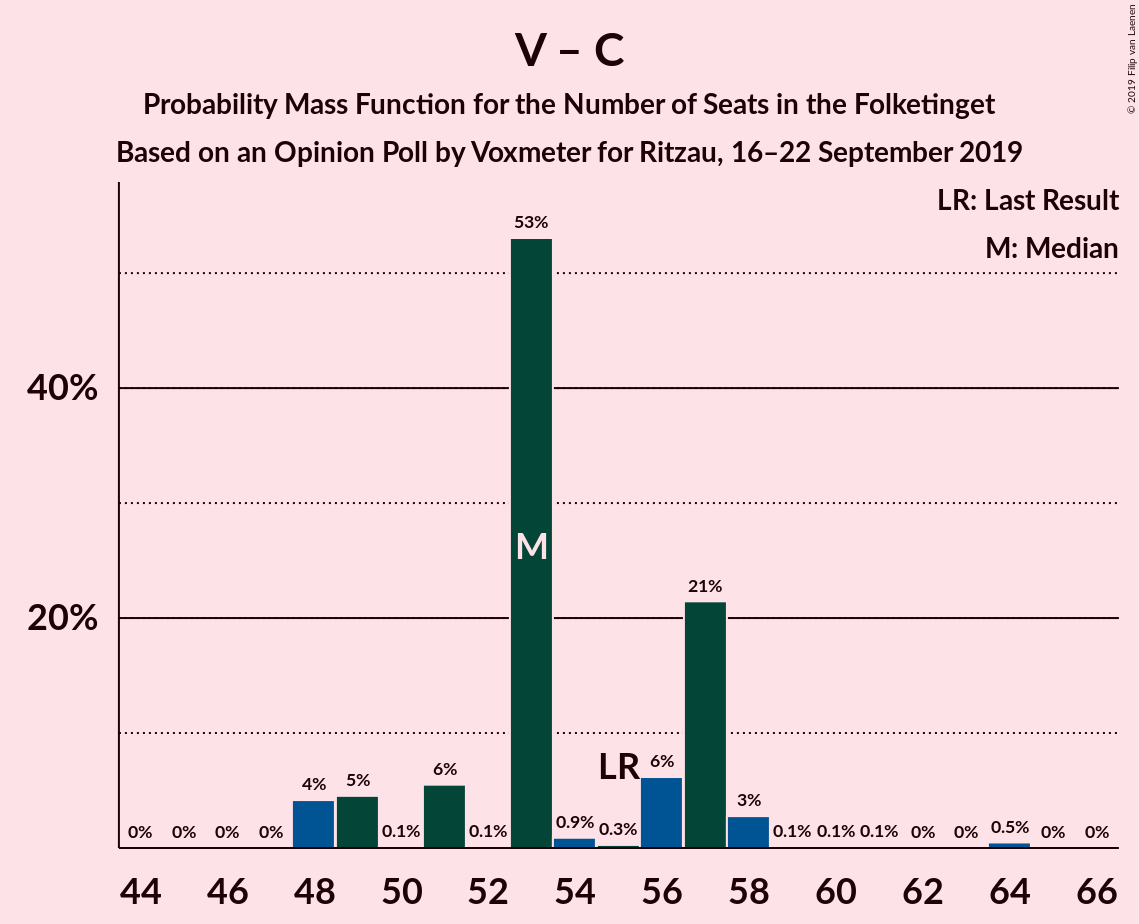 V – C
Probability Mass Function for the Number of Seats in the Folketinget
Based on an Opinion Poll by Voxmeter for Ritzau, 16–22 September 2019
© 2019 Filip van Laenen
LR: Last Result
M: Median
40%
20%
0% 0% 0% 0% 4% 5% 0.1% 6% 0.1% 53% 0.9% 0.3% 6% 21% 3% 0.1% 0.1% 0.1% 0% 0% 0.5% 0% 0%
M
LR
44 46 48 50 52 54 56 58 60 62 64 66